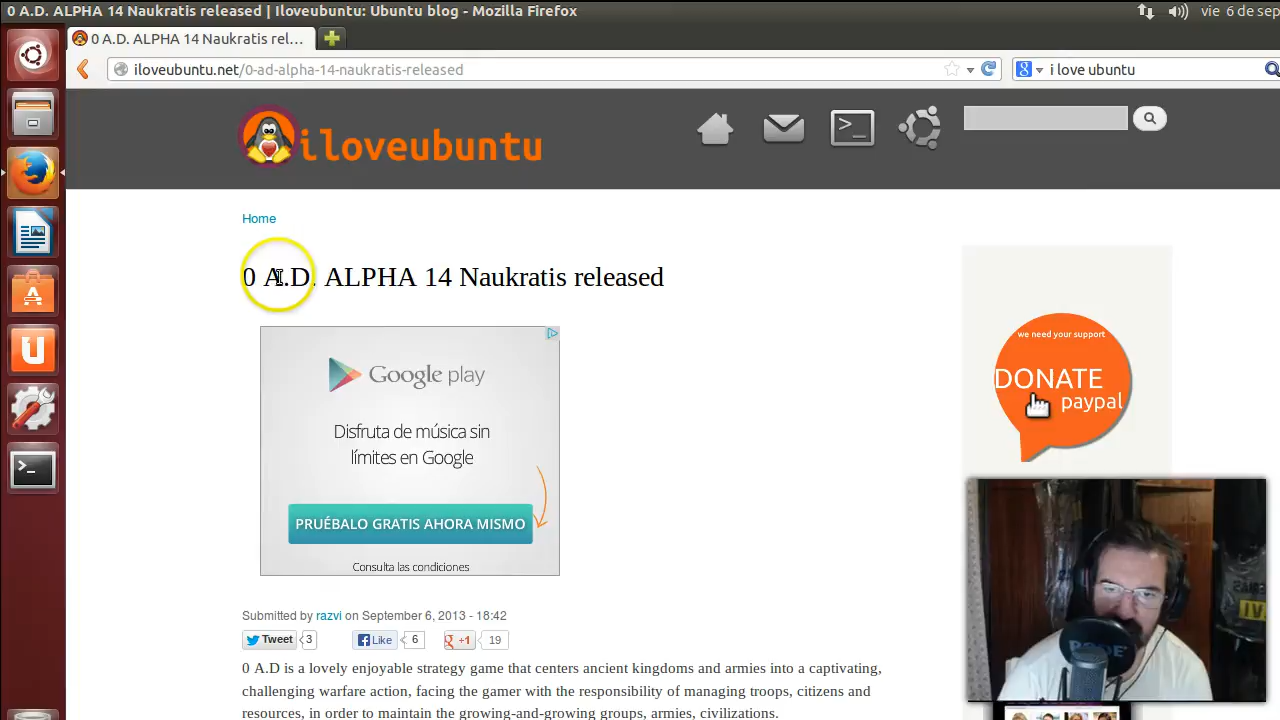 0 A.D. ALPHA 14 Naukratis released | Iloveubuntu: Ubuntu blog - Mozilla Firefox
vie 6 de sep
0 A.D. ALPHA 14 Naukratis rel...
iloveubuntu.net/0-ad-alpha-14-naukratis-released
i love ubuntu
iloveubuntu
Home
0 A.D. ALPHA 14 Naukratis released
Google play
Disfruta de música sin
límites en Google
PRUÉBALO GRATIS AHORA MISMO
Consulta las condiciones
we need your support
DONATE
paypal
Submitted by razvi on September 6, 2013 - 18:42
Tweet 3 Like 6 +1 19
0 A.D is a lovely enjoyable strategy game that centers ancient kingdoms and armies into a captivating,
challenging warfare action, facing the gamer with the responsibility of managing troops, citizens and
resources, in order to maintain the growing-and-growing groups, armies, civilizations.